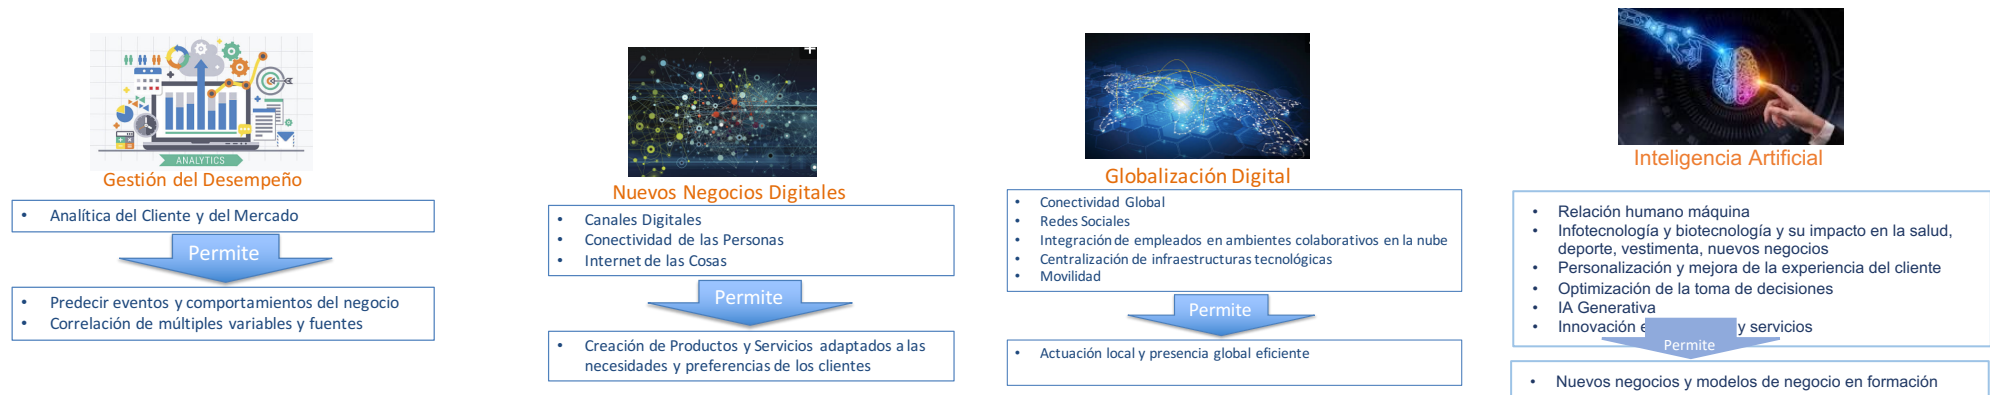 ANALYTICS
Gestión del Desempeño
• Analítica del Cliente y del Mercado
Permite
• Predecir eventos y comportamientos del negocio
• Correlación de múltiples variables y fuentes
Nuevos Negocios Digitales
• Canales Digitales
• Conectividad de las Personas
• Internet de las Cosas
Permite
• Creación de Productos y Servicios adaptados a las
necesidades y preferencias de los clientes
Globalización Digital
• Conectividad Global
• Redes Sociales
• Integración de empleados en ambientes colaborativos en la nube
• Centralización de infraestructuras tecnológicas
• Movilidad
Permite
• Actuación local y presencia global eficiente
Inteligencia Artificial
• Relación humano máquina
• Infotecnología y biotecnología y su impacto en la salud,
deporte, vestimenta, nuevos negocios
• Personalización y mejora de la experiencia del cliente
• Optimización de la toma de decisiones
• IA Generativa
• Innovación y servicios
Permite
• Nuevos negocios y modelos de negocio en formación